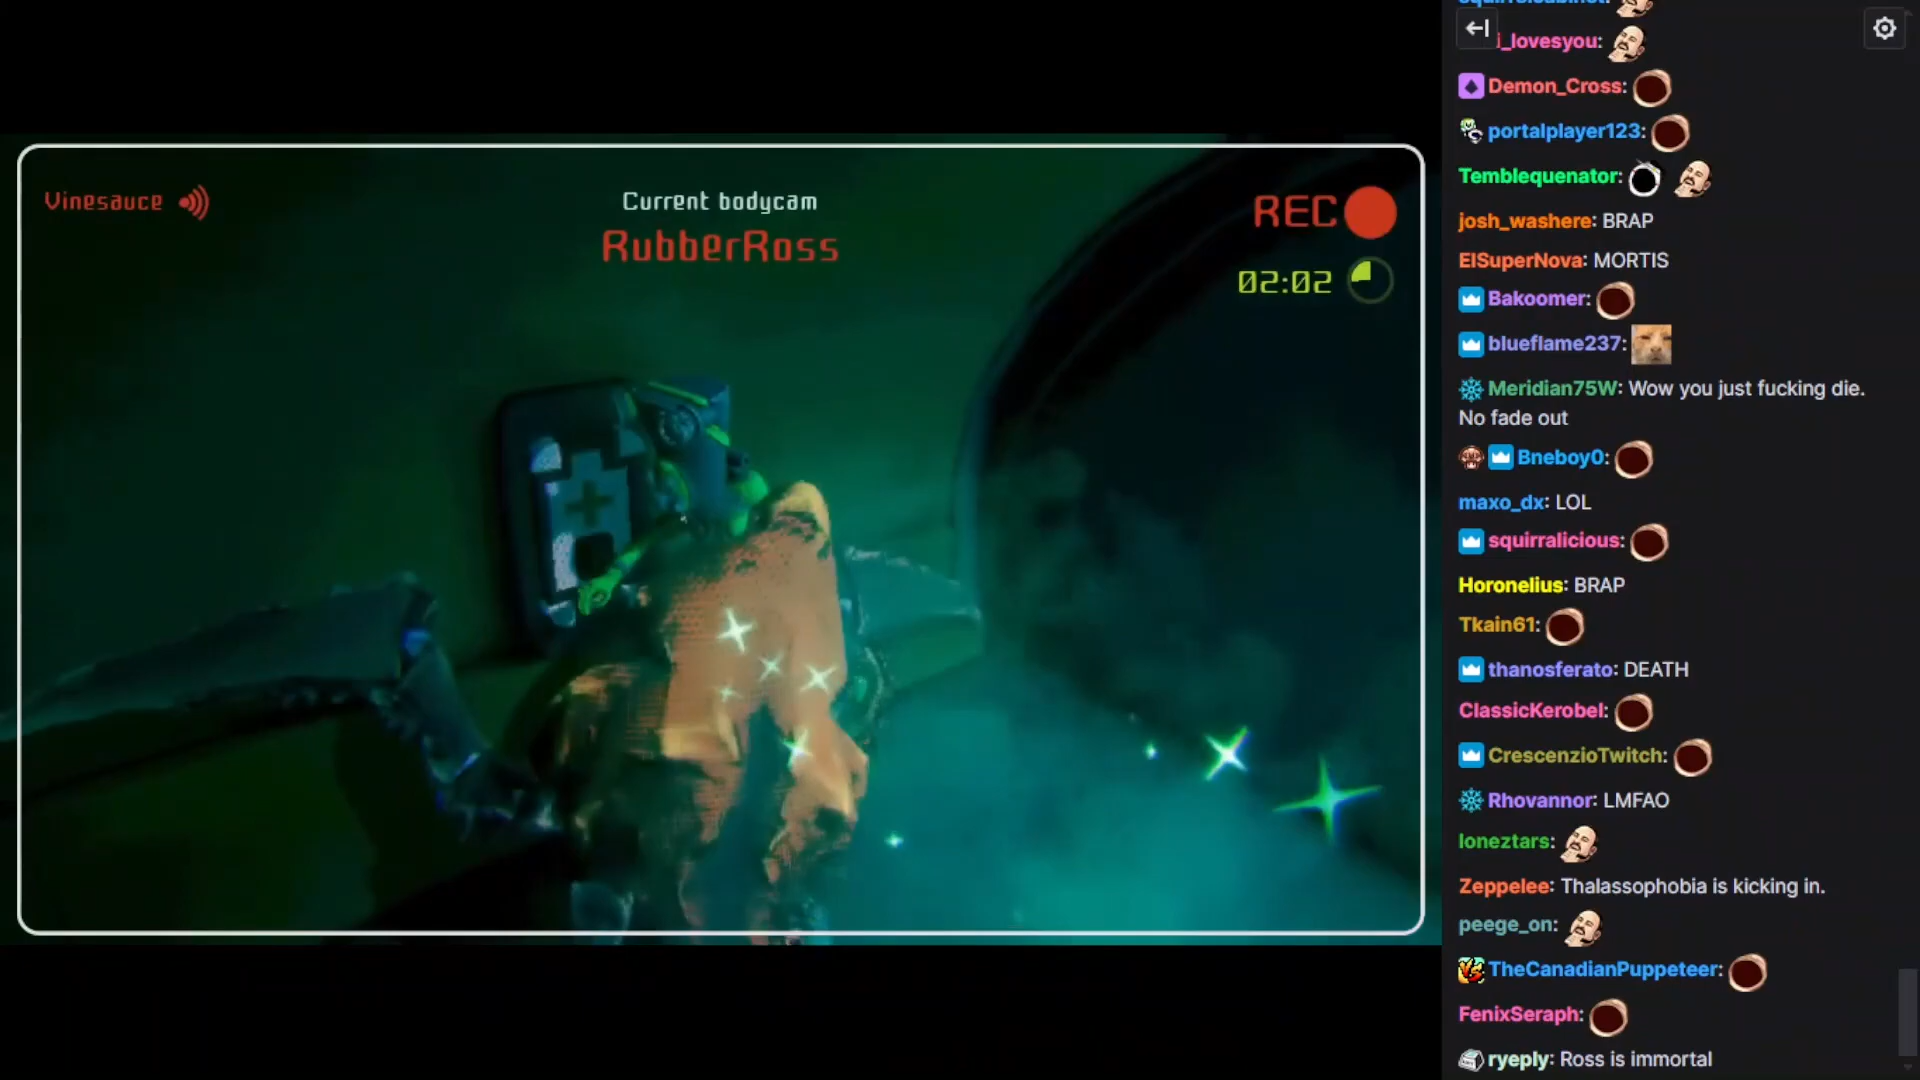 Vinesauce
Current bodycam
RubberRoss
REC
02:02
i_lovesyou:
Demon_Cross:
portalplayer123:
Temblequenator:
josh_washere: BRAP
ElSuperNova: MORTIS
Bakoomer:
blueflame237:
Meridian75W: Wow you just fucking die.
No fade out
Bneboy0:
maxo_dx: LOL
squirralicious:
Horonelius: BRAP
Tkain61:
thanosferato: DEATH
ClassicKerobel:
CrescenzioTwitch:
Rhovannor: LMFAO
loneztars:
Zeppelee: Thalassophobia is kicking in.
peege_on:
TheCanadianPuppeteer:
FenixSeraph:
ryeply: Ross is immortal